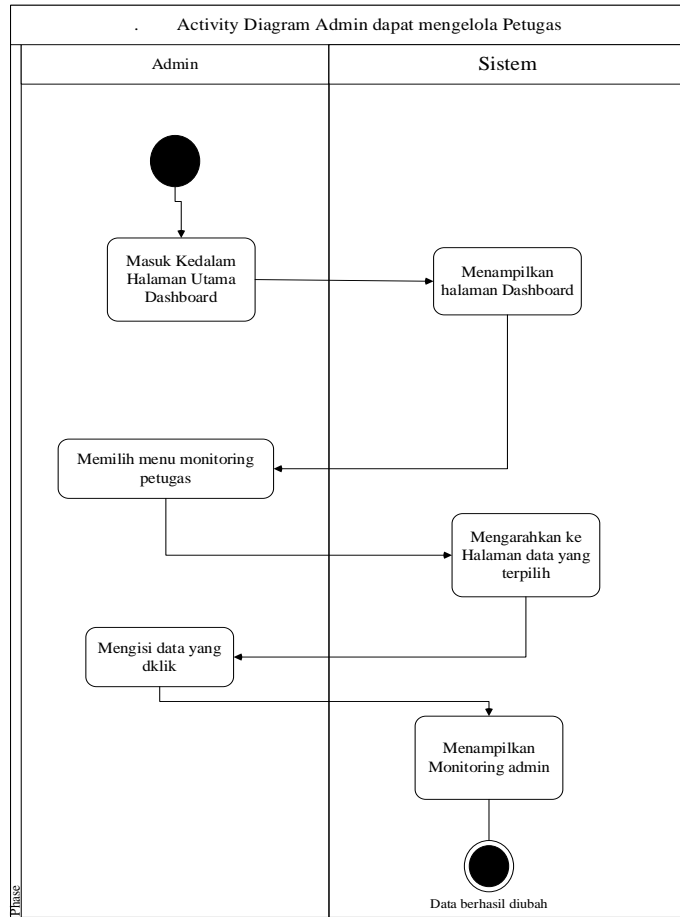 . Activity Diagram Admin dapat mengelola Petugas
Admin
Sistem
Masuk Kedalam
Halaman Utama
Dashboard
Menampilkan
halaman Dashboard
Memilih menu monitoring
petugas
Mengarahkan ke
Halaman data yang
terpilih
Mengisi data yang
dklik
Menampilkan
Monitoring admin
Data berhasil diubah
Phase